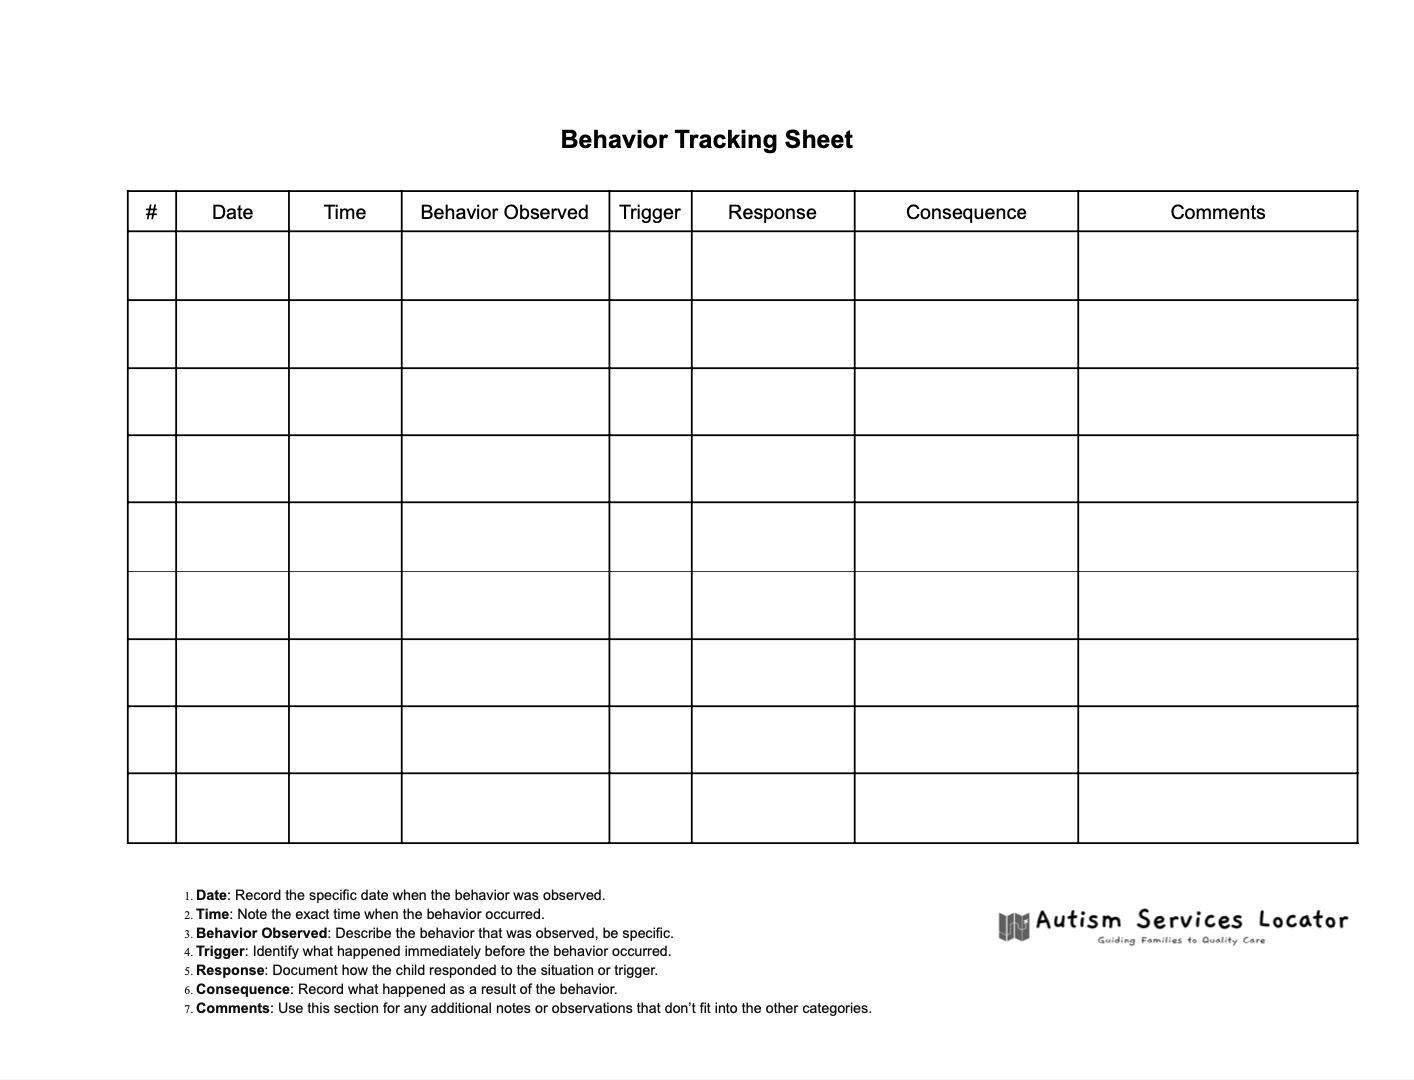 Behavior Tracking Sheet
# Date Time Behavior Observed Trigger Response Consequence Comments
1. Date: Record the specific date when the behavior was observed.
2. Time: Note the exact time when the behavior occurred.
3. Behavior Observed: Describe the behavior that was observed, be specific.
4. Trigger: Identify what happened immediately before the behavior occurred.
5. Response: Document how the child responded to the situation or trigger.
6. Consequence: Record what happened as a result of the behavior.
7. Comments: Use this section for any additional notes or observations that don’t fit into the other categories.
Autism Services Locator
Guiding Families to Quality Care